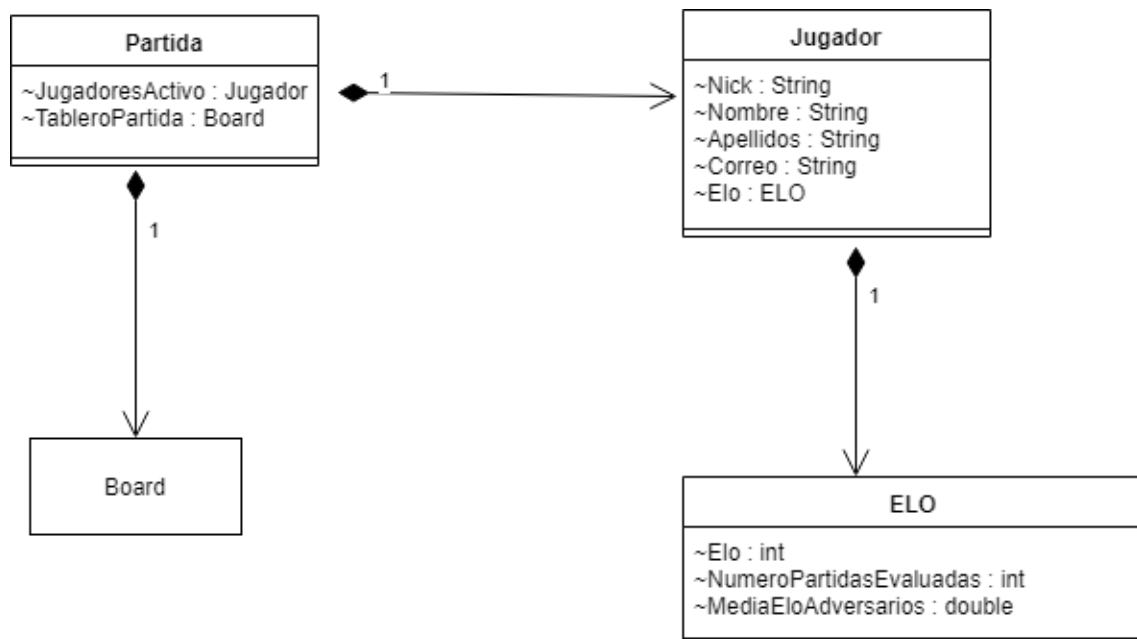 Partida
~JugadoresActivo : Jugador
~TableroPartida : Board
1
1
Jugador
~Nick : String
~Nombre : String
~Apellidos : String
~Correo : String
~Elo : ELO
1
Board
ELO
~Elo : int
~NumeroPartidasEvaluadas : int
~MediaEloAdversarios : double